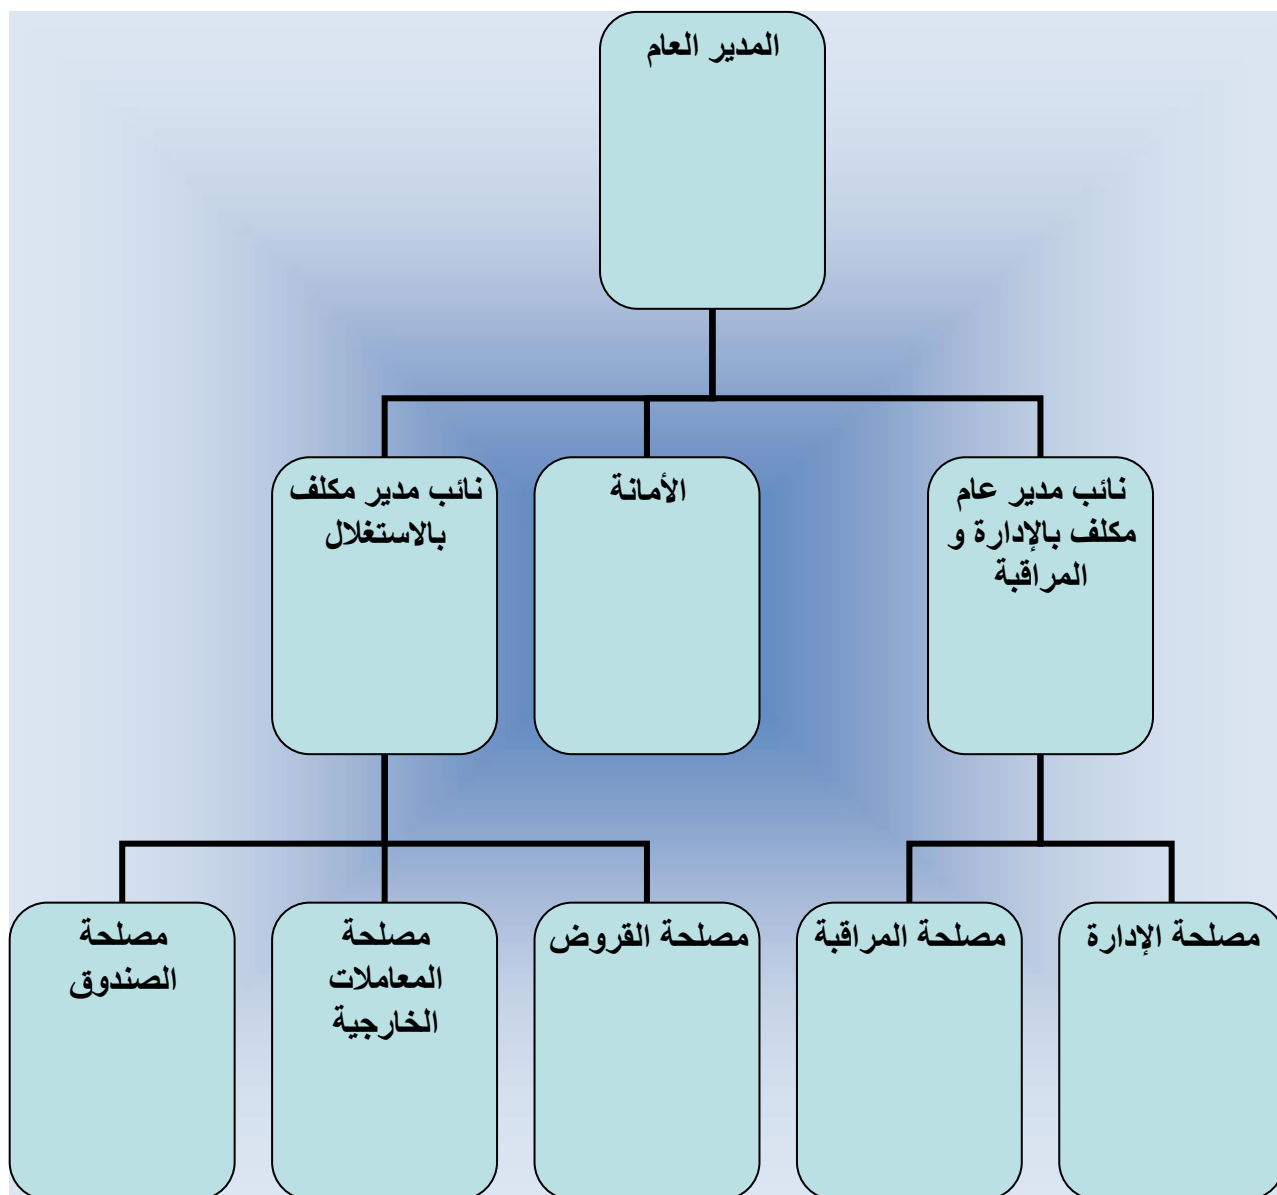 المدير العام
نائب مدير عام
مكلف بالإدارة و
المراقبة
الأمانة
نائب مدير مكلف
بالاستغلال
مصلحة الإدارة
مصلحة المراقبة
مصلحة القروض
مصلحة
المعاملات
الخارجية
مصلحة
الصندوق